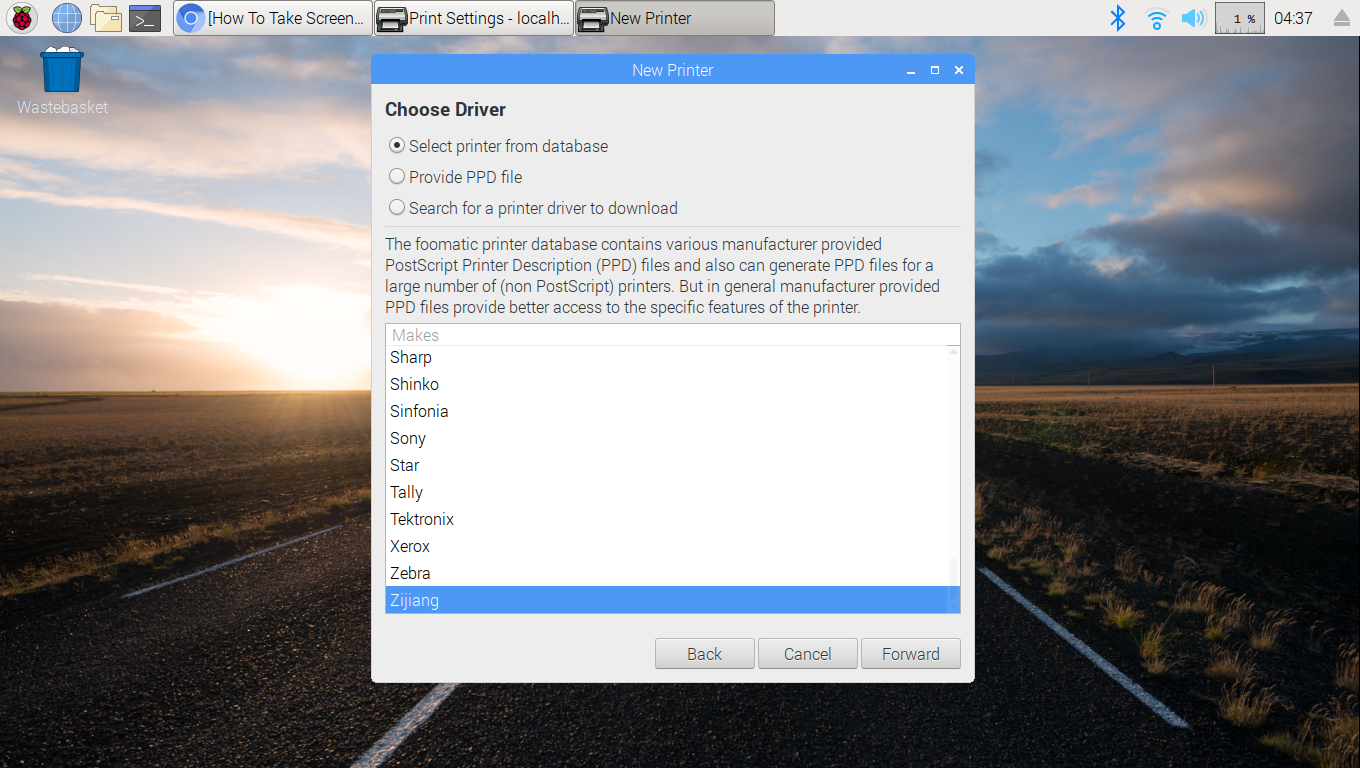 [How To Take Screen...
Print Settings - localh...
New Printer
1 %
04:37
Wastebasket
New Printer
Choose Driver
Select printer from database
Provide PPD file
Search for a printer driver to download
The foomatic printer database contains various manufacturer provided
PostScript Printer Description (PPD) files and also can generate PPD files for a
large number of (non PostScript) printers. But in general manufacturer provided
PPD files provide better access to the specific features of the printer.
Makes
Sharp
Shinko
Sinfonia
Sony
Star
Tally
Tektronix
Xerox
Zebra
Zijiang
Back
Cancel
Forward